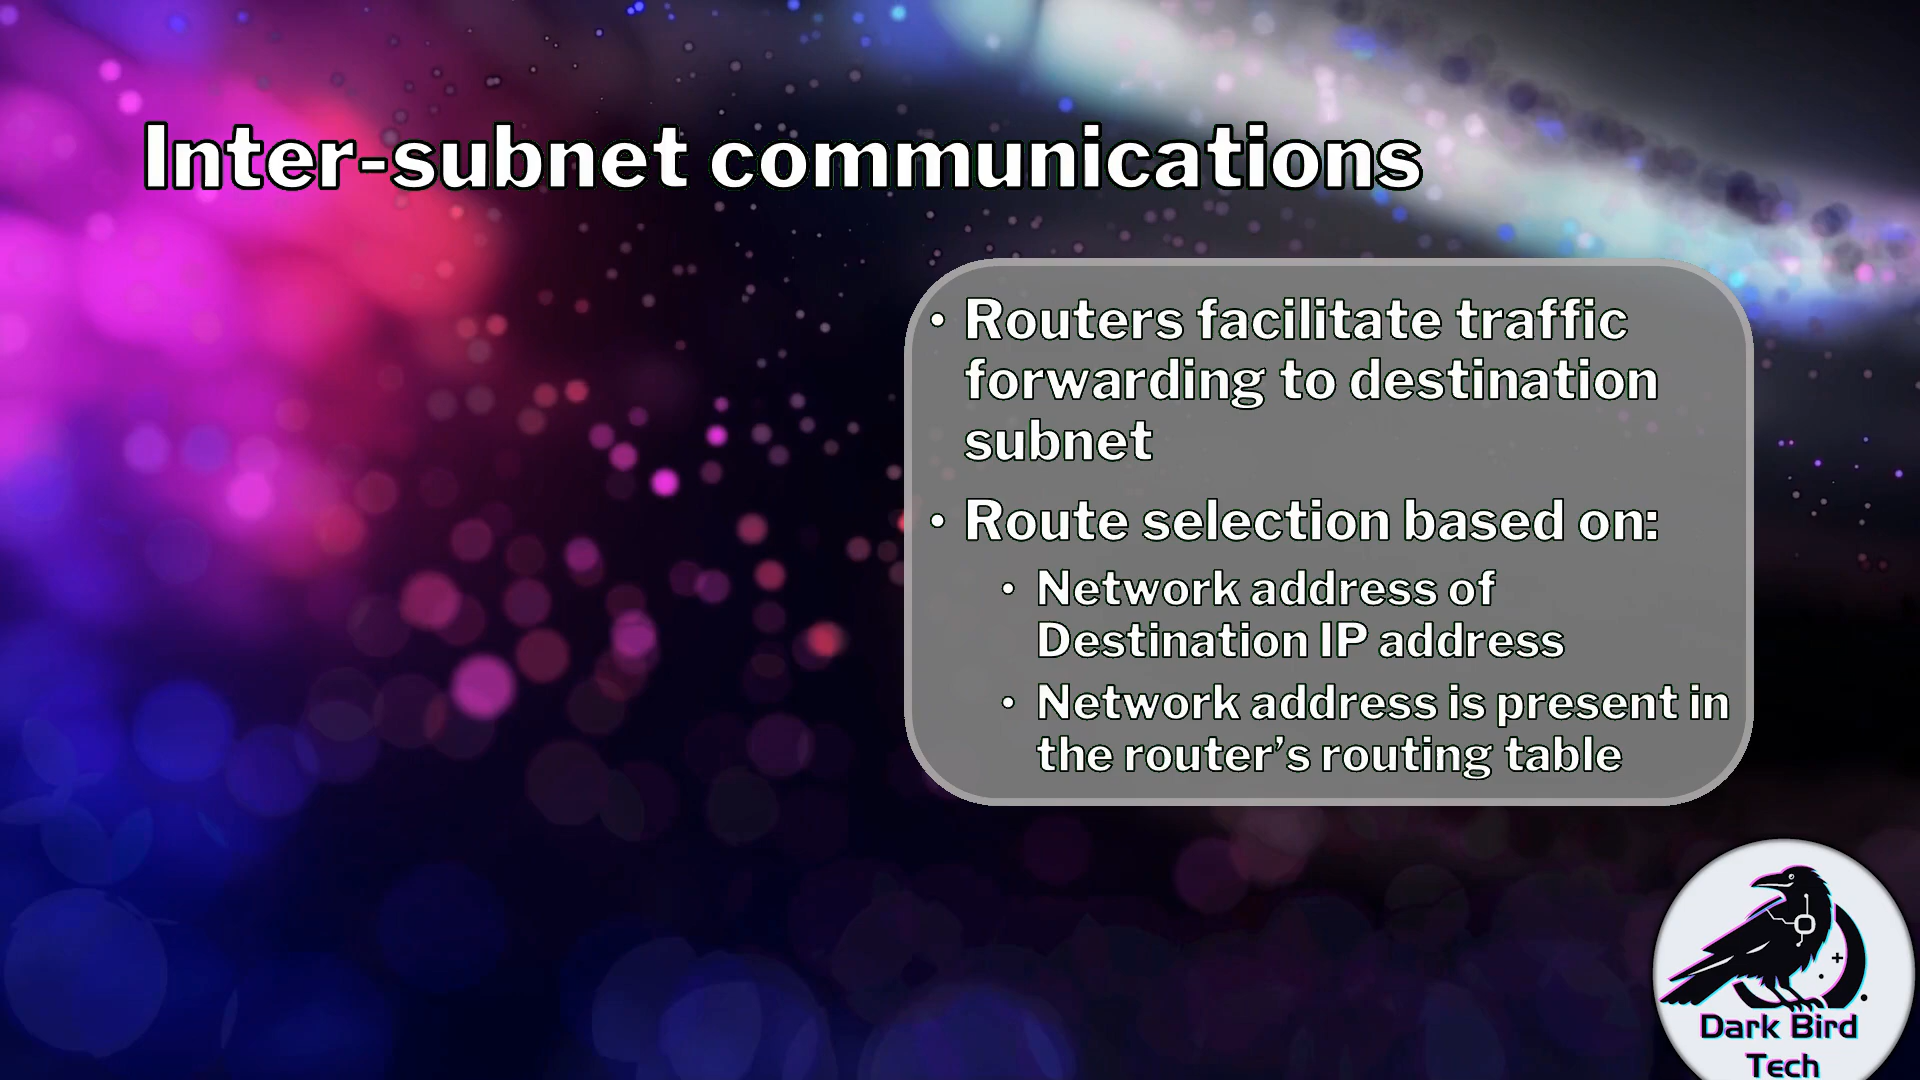 Inter-subnet communications
• Routers facilitate traffic
forwarding to destination
subnet
• Route selection based on:
• Network address of
Destination IP address
• Network address is present in
the router’s routing table
Dark Bird
Tech